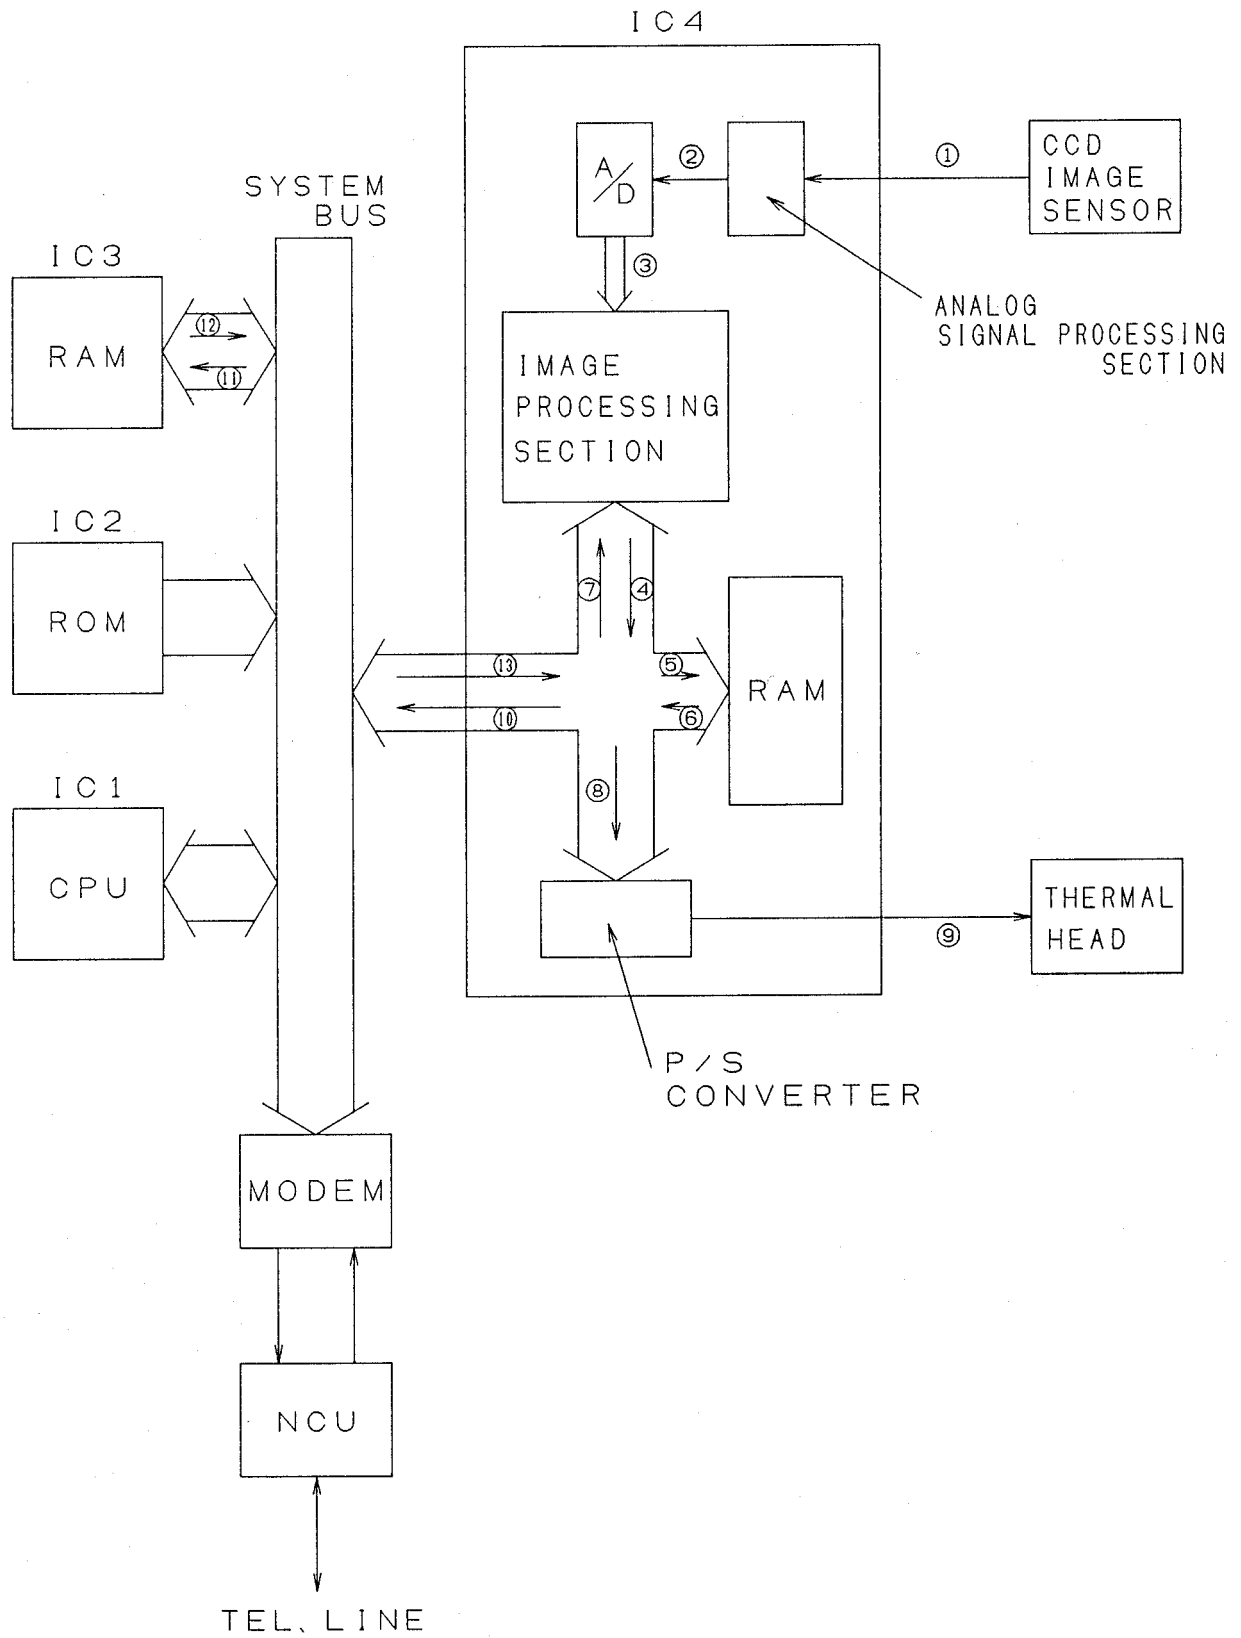 IC4
CCD
IMAGE
SENSOR
①
②
A/D
③
ANALOG
SIGNAL PROCESSING
SECTION
SYSTEM
BUS
IC3
RAM
⑫
⑪
IMAGE
PROCESSING
SECTION
IC2
ROM
⑦
④
⑬
⑤
⑩
⑥
RAM
⑧
IC1
CPU
THERMAL
HEAD
⑨
P/S
CONVERTER
MODEM
NCU
TEL. LINE